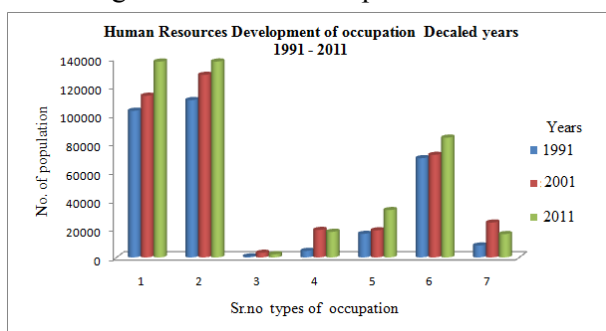 Human Resources Development of occupation Decaled years
1991 - 2011
No. of population
140000
120000
100000
80000
60000
40000
20000
0
1 2 3 4 5 6 7
Sr.no types of occupation
Years
1991
2001
2011